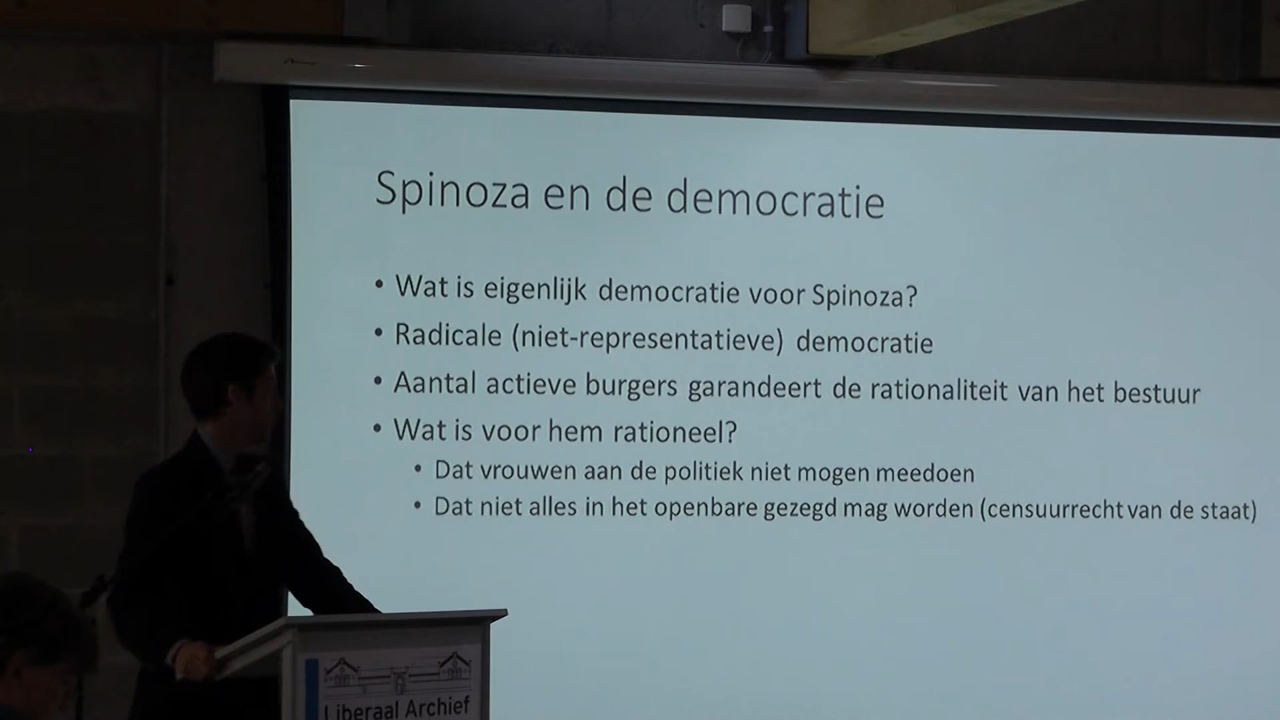 Spinoza en de democratie
• Wat is eigenlijk democratie voor Spinoza?
• Radicale (niet-representatieve) democratie
• Aantal actieve burgers garandeert de rationaliteit van het bestuur
• Wat is voor hem rationeel?
• Dat vrouwen aan de politiek niet mogen meedoen
• Dat niet alles in het openbare gezegd mag worden (censuurrecht van de staat)
Liberaal Archief